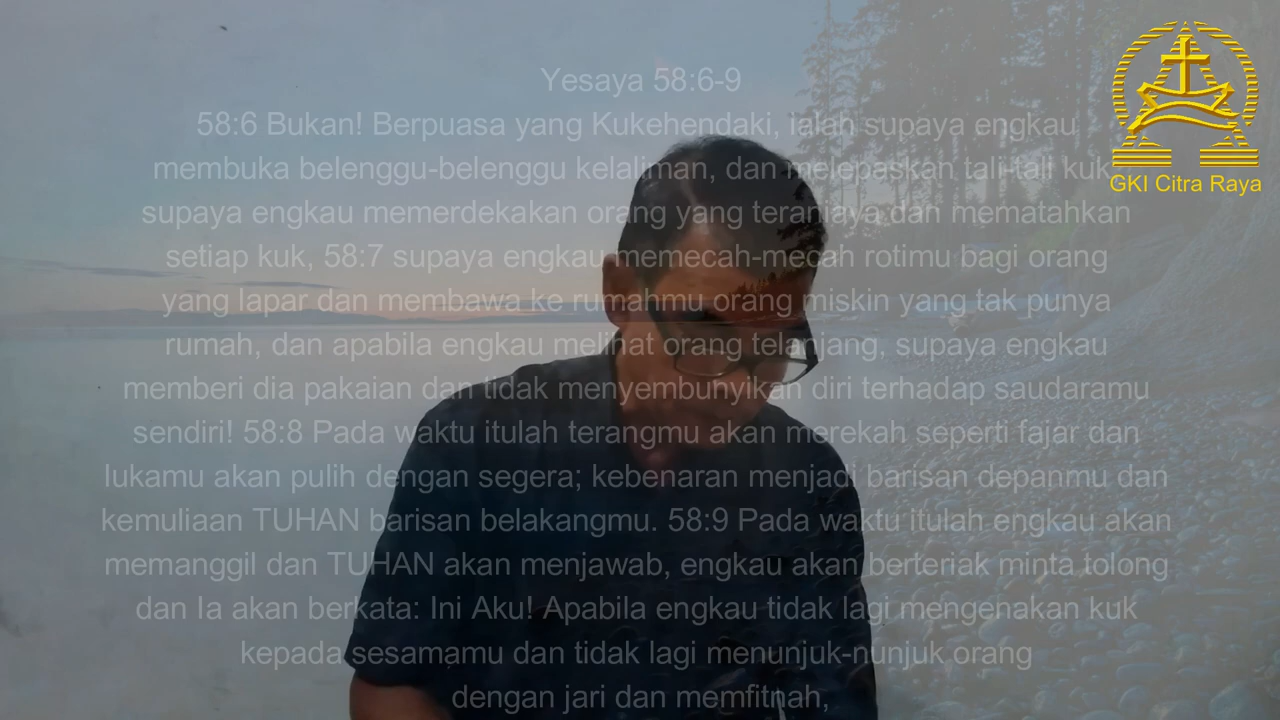 Yesaya 58:6-9
58:6 Bukan! Berpuasa yang Kukehendaki, ialah supaya engkau
membuka belenggu-belenggu kelaliman, dan melepaskan tali-tali kuk,
supaya engkau memerdekakan orang yang teraniaya dan mematahkan
setiap kuk, 58:7 supaya engkau memecah-mecah rotimu bagi orang
yang lapar dan membawa ke rumahmu orang miskin yang tak punya
rumah, dan apabila engkau melihat orang telanjang, supaya engkau
memberi dia pakaian dan tidak menyembunyikan diri terhadap saudaramu
sendiri! 58:8 Pada waktu itulah terangmu akan merekah seperti fajar dan
lukamu akan pulih dengan segera; kebenaran menjadi barisan depanmu dan
kemuliaan TUHAN barisan belakangmu. 58:9 Pada waktu itulah engkau akan
memanggil dan TUHAN akan menjawab, engkau akan berteriak minta tolong
dan Ia akan berkata: Ini Aku! Apabila engkau tidak lagi mengenakan kuk
kepada sesamamu dan tidak lagi menunjuk-nunjuk orang
dengan jari dan memfitnah,
GKI Citra Raya